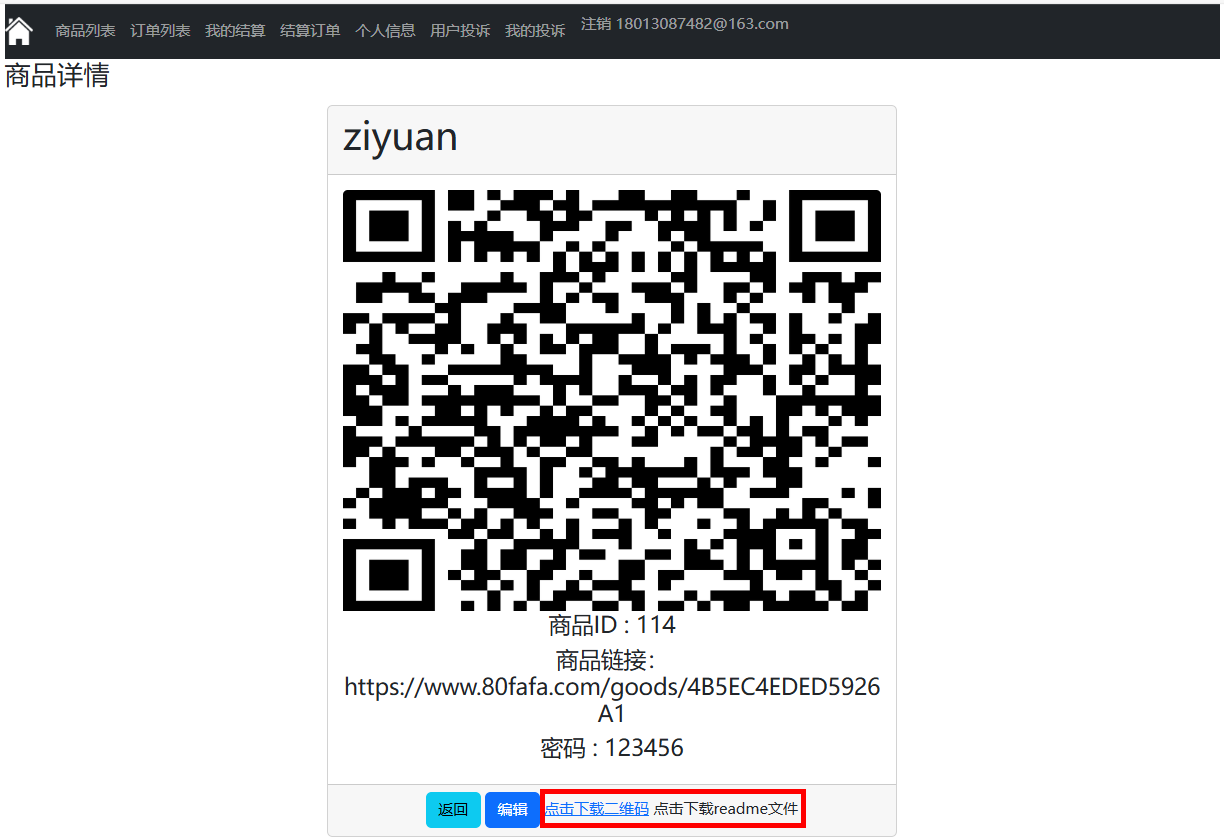 商品列表 订单列表 我的结算 结算订单 个人信息 用户投诉 我的投诉 注销 18013087482@163.com
商品详情
ziyuan
商品ID : 114
商品链接：
https://www.80fafa.com/goods/4B5EC4EDED5926
A1
密码 : 123456
返回 编辑 点击下载二维码 点击下载readme文件